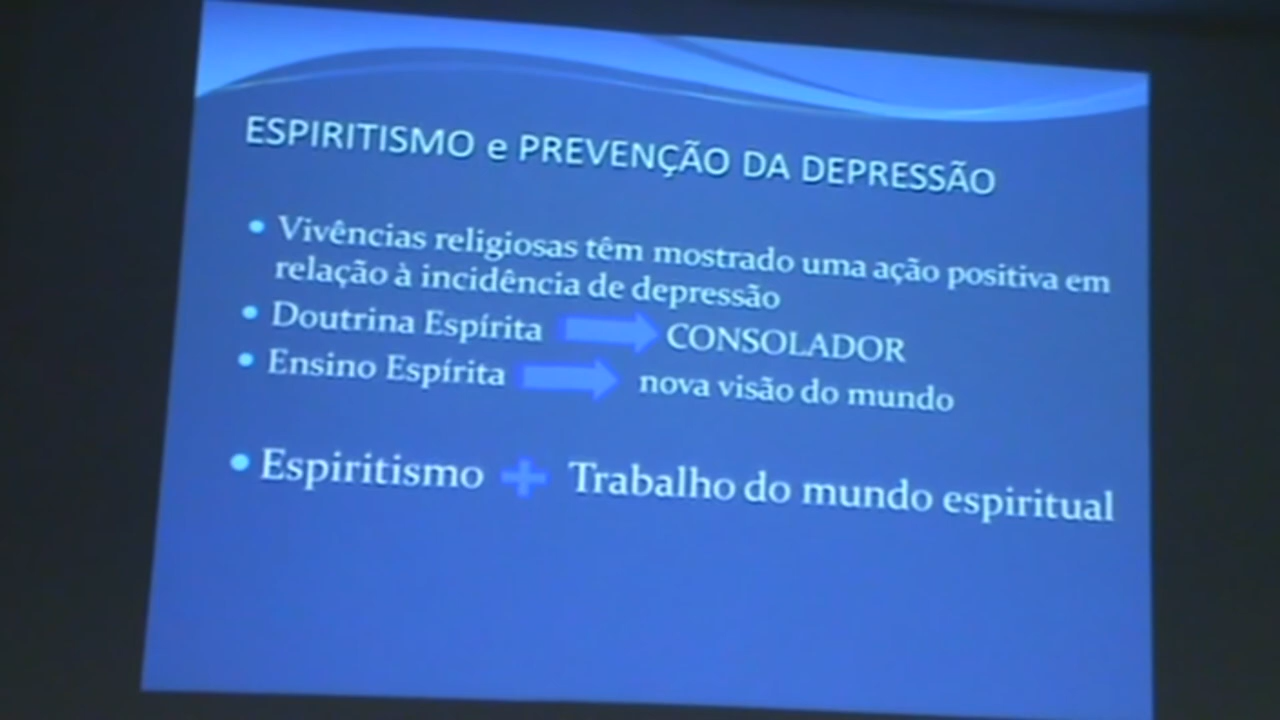 ESPIRITISMO e PREVENÇÃO DA DEPRESSÃO
• Vivências religiosas têm mostrado uma ação positiva em
relação à incidência de depressão
• Doutrina Espírita CONSOLADOR
• Ensino Espírita nova visão do mundo
• Espiritismo + Trabalho do mundo espiritual